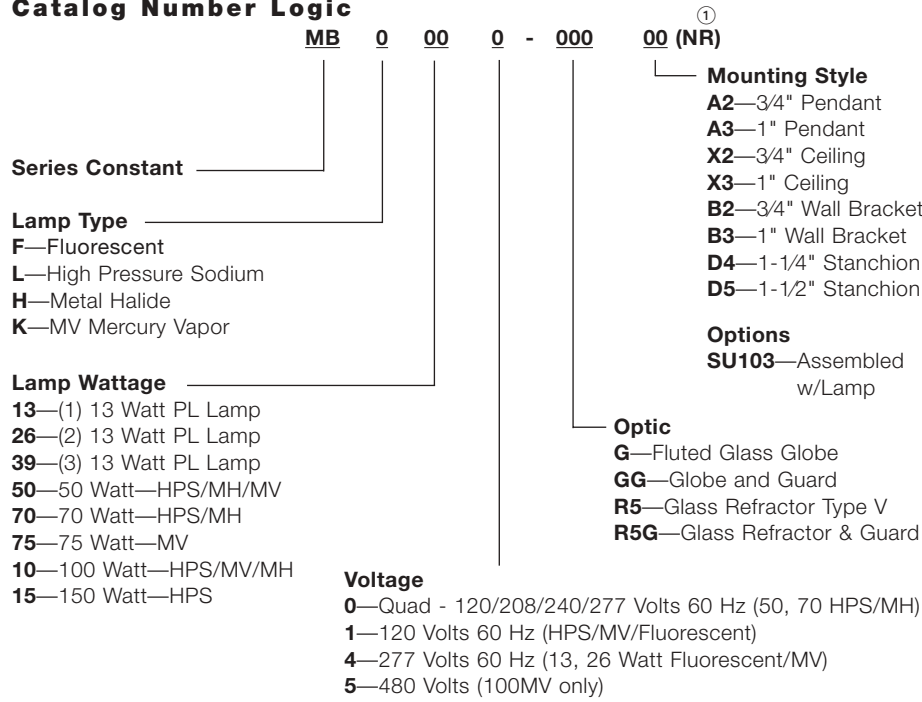 Catalog Number Logic
MB 0 00 0 - 000 00 (NR) ①
Mounting Style
A2—3/4" Pendant
A3—1" Pendant
X2—3/4" Ceiling
X3—1" Ceiling
B2—3/4" Wall Bracket
B3—1" Wall Bracket
D4—1-1/4" Stanchion
D5—1-1/2" Stanchion
Options
SU103—Assembled
w/Lamp
Series Constant
Lamp Type
F—Fluorescent
L—High Pressure Sodium
H—Metal Halide
K—MV Mercury Vapor
Lamp Wattage
13—(1) 13 Watt PL Lamp
26—(2) 13 Watt PL Lamp
39—(3) 13 Watt PL Lamp
50—50 Watt—HPS/MH/MV
70—70 Watt—HPS/MH
75—75 Watt—MV
10—100 Watt—HPS/MV/MH
15—150 Watt—HPS
Optic
G—Fluted Glass Globe
GG—Globe and Guard
R5—Glass Refractor Type V
R5G—Glass Refractor & Guard
Voltage
0—Quad - 120/208/240/277 Volts 60 Hz (50, 70 HPS/MH)
1—120 Volts 60 Hz (HPS/MV/Fluorescent)
4—277 Volts 60 Hz (13, 26 Watt Fluorescent/MV)
5—480 Volts (100MV only)